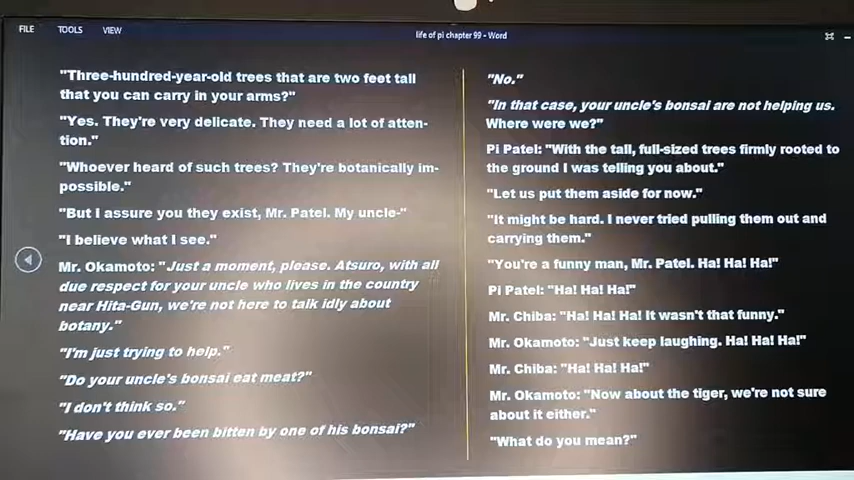 FILE TOOLS VIEW
life of pi chapter 99 - Word
"Three-hundred-year-old trees that are two feet tall
that you can carry in your arms?"
"Yes. They're very delicate. They need a lot of atten-
tion."
"Whoever heard of such trees? They're botanically im-
possible."
"But I assure you they exist, Mr. Patel. My uncle-"
"I believe what I see."
Mr. Okamoto: "Just a moment, please. Atsuro, with all
due respect for your uncle who lives in the country
near Hita-Gun, we're not here to talk idly about
botany."
"I'm just trying to help."
"Do your uncle's bonsai eat meat?"
"I don't think so."
"Have you ever been bitten by one of his bonsai?"
"No."
"In that case, your uncle's bonsai are not helping us.
Where were we?"
Pi Patel: "With the tall, full-sized trees firmly rooted to
the ground I was telling you about."
"Let us put them aside for now."
"It might be hard. I never tried pulling them out and
carrying them."
"You're a funny man, Mr. Patel. Ha! Ha! Ha!"
Pi Patel: "Ha! Ha! Ha!"
Mr. Chiba: "Ha! Ha! Ha! It wasn't that funny."
Mr. Okamoto: "Just keep laughing. Ha! Ha! Ha!"
Mr. Chiba: "Ha! Ha! Ha!"
Mr. Okamoto: "Now about the tiger, we're not sure
about it either."
"What do you mean?"